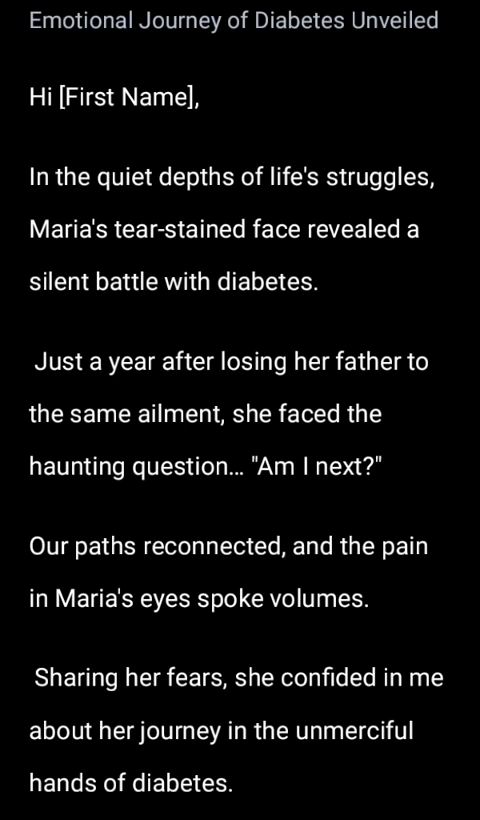 Emotional Journey of Diabetes Unveiled
Hi [First Name],
In the quiet depths of life's struggles,
Maria's tear-stained face revealed a
silent battle with diabetes.
Just a year after losing her father to
the same ailment, she faced the
haunting question... "Am I next?"
Our paths reconnected, and the pain
in Maria's eyes spoke volumes.
Sharing her fears, she confided in me
about her journey in the unmerciful
hands of diabetes.